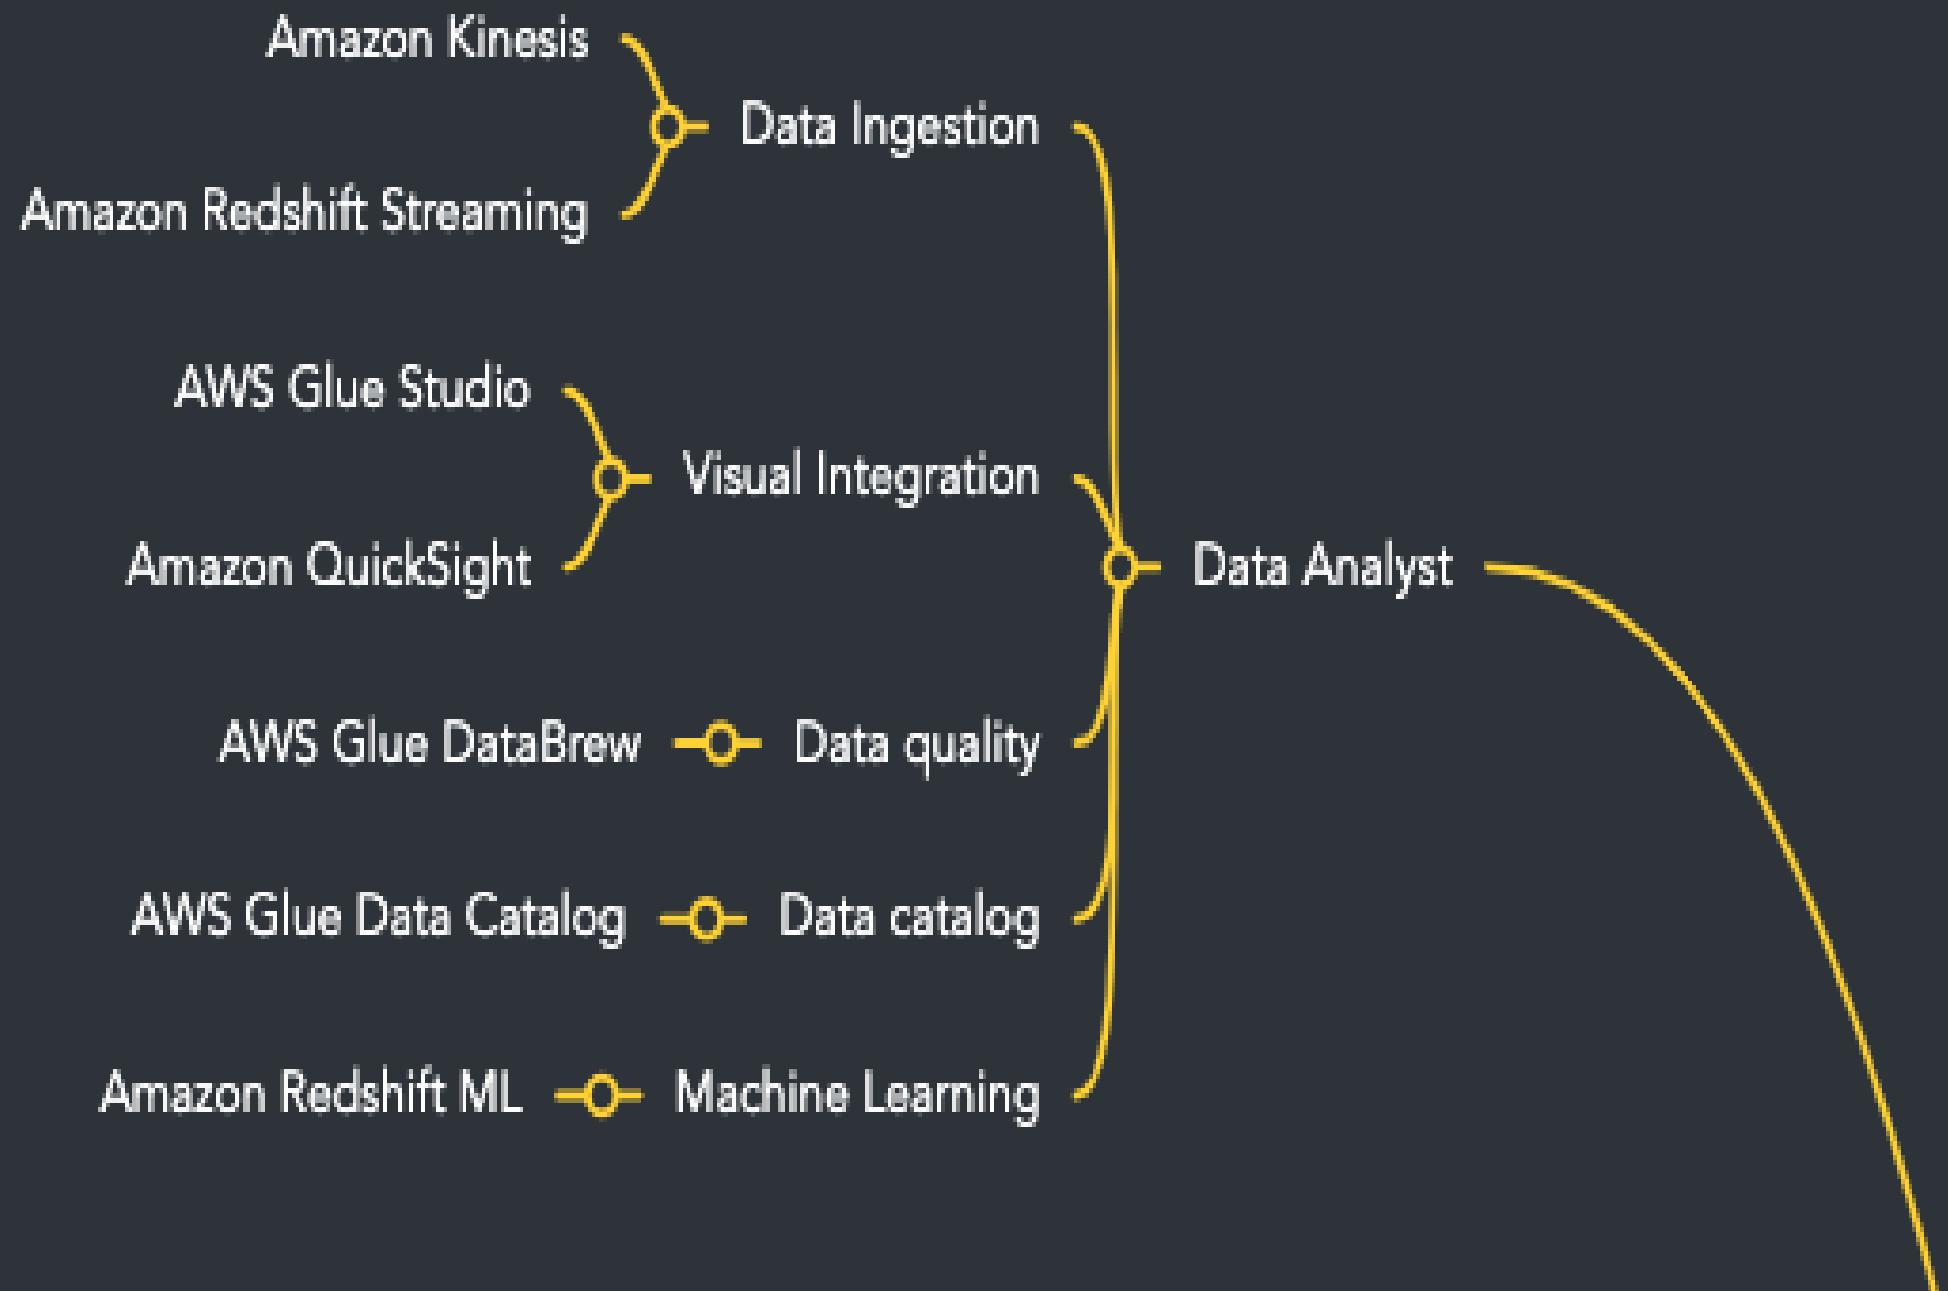 Amazon Kinesis
Data Ingestion
Amazon Redshift Streaming
AWS Glue Studio
Visual Integration
Amazon QuickSight
Data Analyst
AWS Glue DataBrew
Data quality
AWS Glue Data Catalog
Data catalog
Amazon Redshift ML
Machine Learning